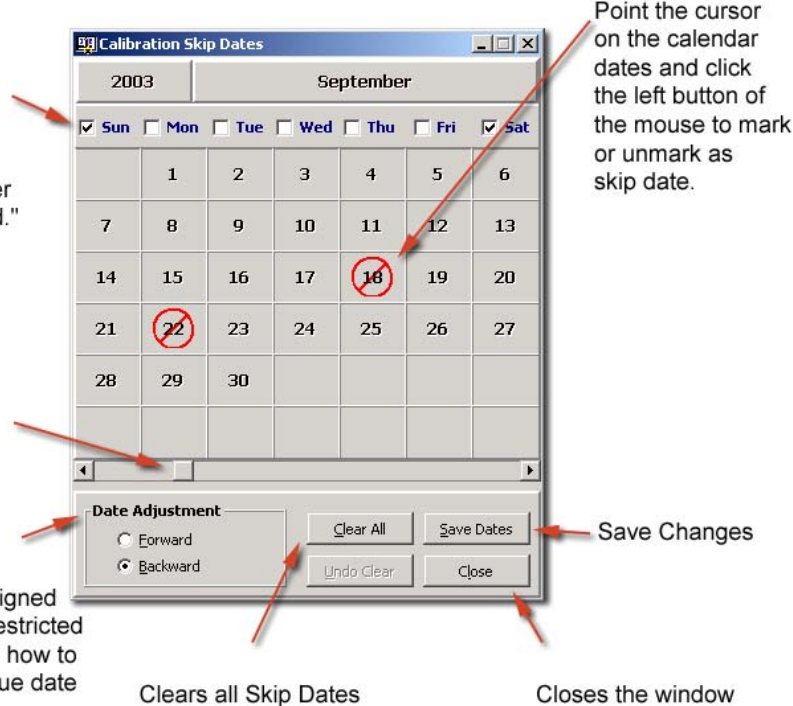 Point the cursor
on the calendar
dates and click
the left button of
the mouse to mark
or unmark as
skip date.
Calibration Skip Dates
2003 September
Sun Mon Tue Wed Thu Fri Sat
1 2 3 4 5 6
7 8 9 10 11 12 13
14 15 16 17 18 19 20
21 22 23 24 25 26 27
28 29 30
Date Adjustment
Forward
Backward
Clear All Save Dates
Undo Clear Close
Save Changes
how to
Clears all Skip Dates
Closes the window